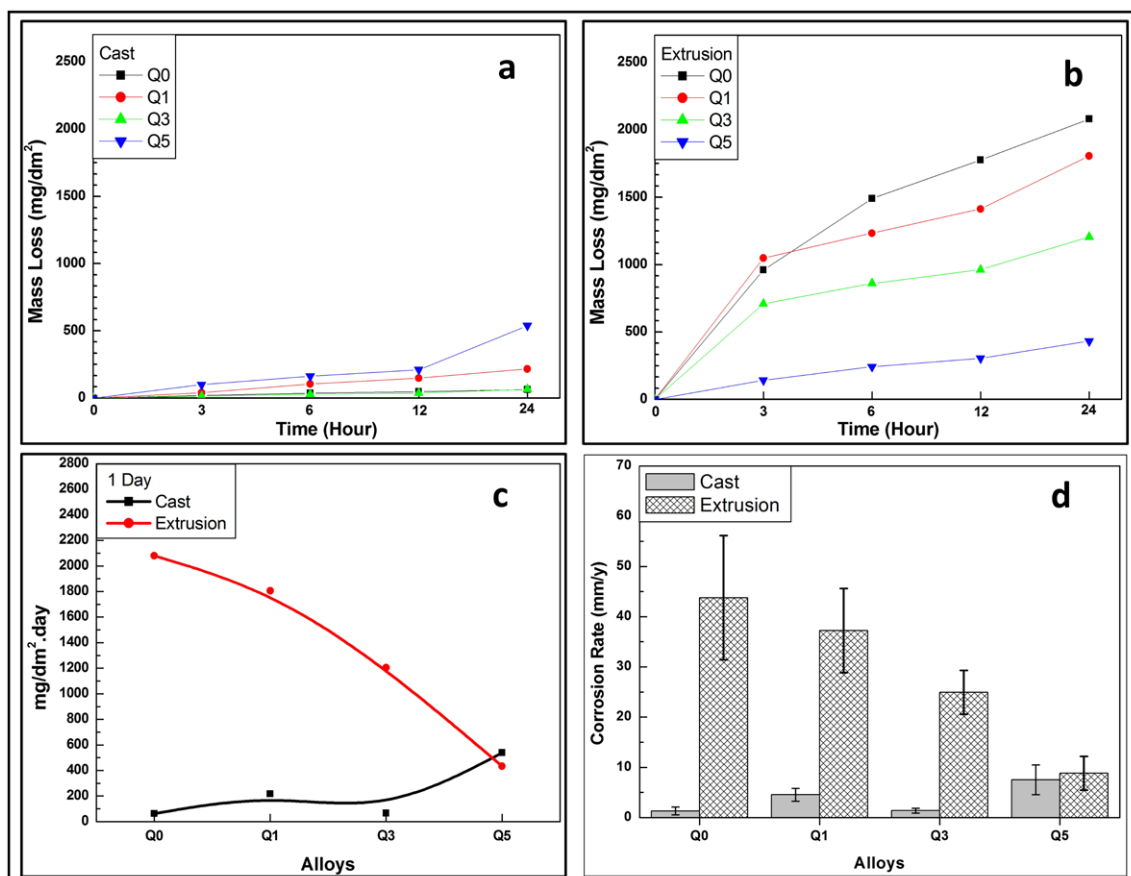 Cast
Q0
Q1
Q3
Q5
a
2500
2000
1500
1000
500
0
Mass Loss (mg/dm²)
0 3 6 12 24
Time (Hour)
Extrusion
Q0
Q1
Q3
Q5
b
2500
2000
1500
1000
500
0
Mass Loss (mg/dm²)
0 3 6 12 24
Time (Hour)
1 Day
Cast
Extrusion
c
2800
2600
2400
2200
2000
1800
1600
1400
1200
1000
800
600
400
200
0
mg/dm².day
Q0 Q1 Q3 Q5
Alloys
Cast
Extrusion
d
70
60
50
40
30
20
10
0
Corrosion Rate (mm/y)
Q0 Q1 Q3 Q5
Alloys